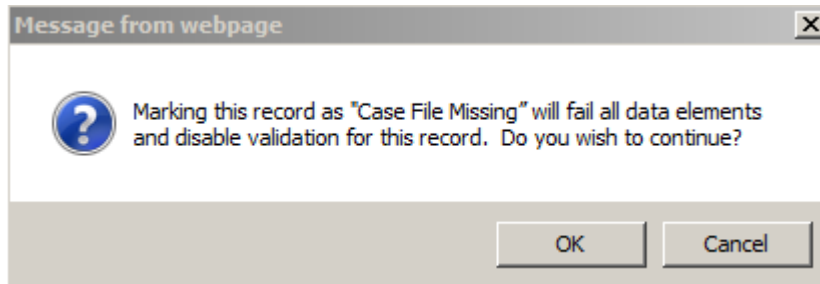 Message from webpage
Marking this record as "Case File Missing” will fail all data elements
and disable validation for this record.  Do you wish to continue?
OK
Cancel